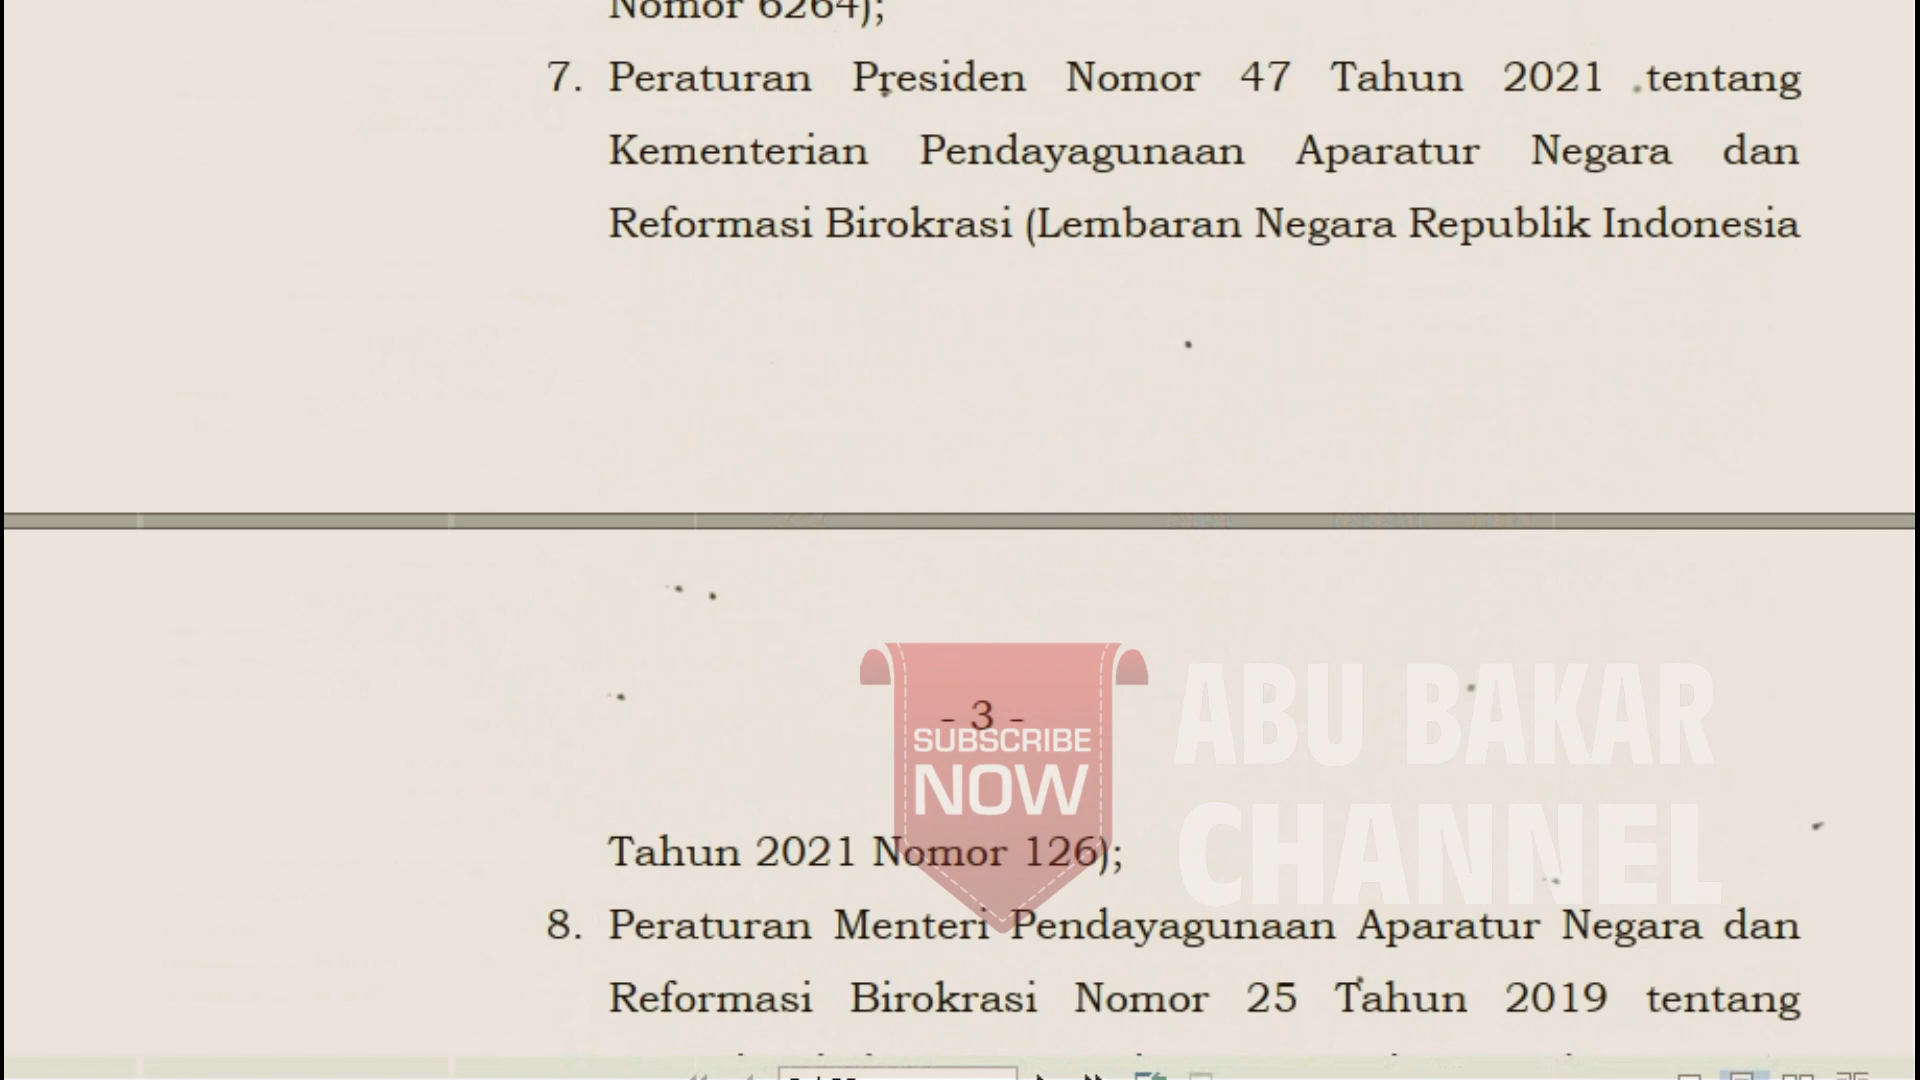 Nomor 6264);
7. Peraturan Presiden Nomor 47 Tahun 2021 tentang
Kementerian Pendayagunaan Aparatur Negara dan
Reformasi Birokrasi (Lembaran Negara Republik Indonesia
- 3 -
SUBSCRIBE
NOW
ABU BAKAR
CHANNEL
Tahun 2021 Nomor 126);
8. Peraturan Menteri Pendayagunaan Aparatur Negara dan
Reformasi Birokrasi Nomor 25 Tahun 2019 tentang